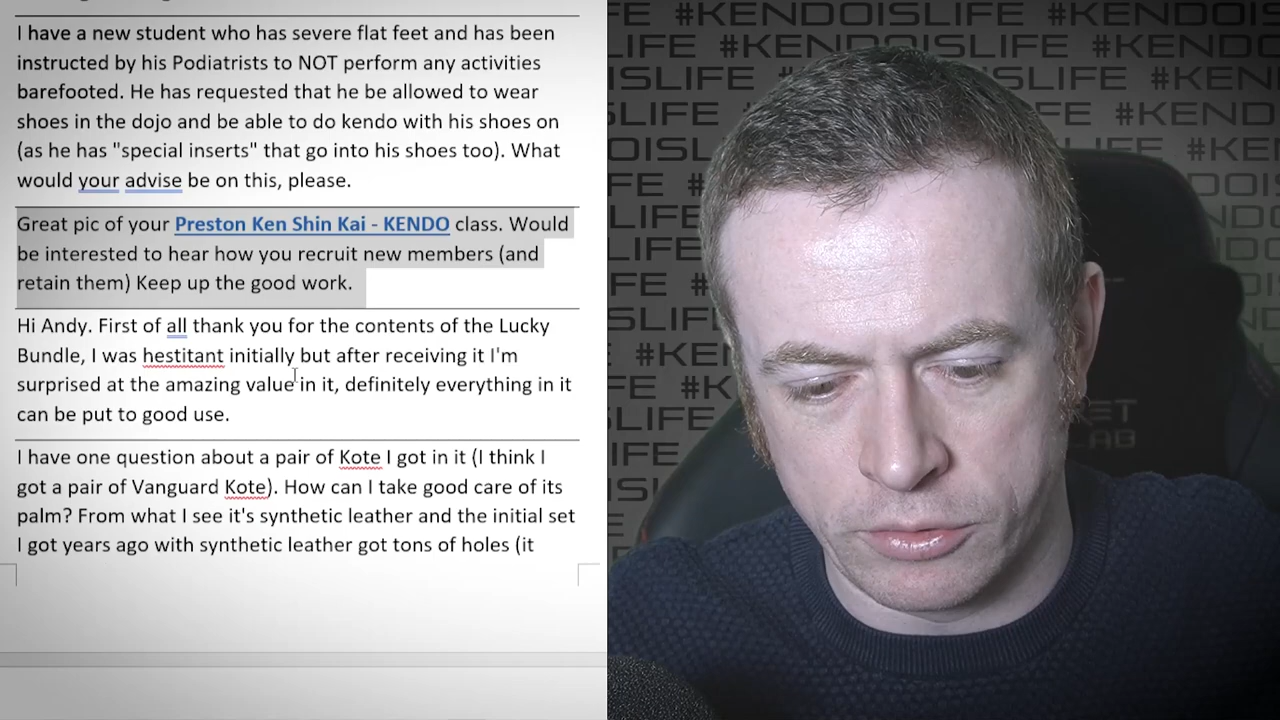 I have a new student who has severe flat feet and has been
instructed by his Podiatrists to NOT perform any activities
barefooted. He has requested that he be allowed to wear
shoes in the dojo and be able to do kendo with his shoes on
(as he has "special inserts" that go into his shoes too). What
would your advise be on this, please.
Great pic of your Preston Ken Shin Kai - KENDO class. Would
be interested to hear how you recruit new members (and
retain them) Keep up the good work.
Hi Andy. First of all thank you for the contents of the Lucky
Bundle, I was hestitant initially but after receiving it I'm
surprised at the amazing value in it, definitely everything in it
can be put to good use.
I have one question about a pair of Kote I got in it (I think I
got a pair of Vanguard Kote). How can I take good care of its
palm? From what I see it's synthetic leather and the initial set
I got years ago with synthetic leather got tons of holes (it
#KENDOISLIFE #KENDOIS
LIFE #KENDOISLIFE
ISLIFE #KEN